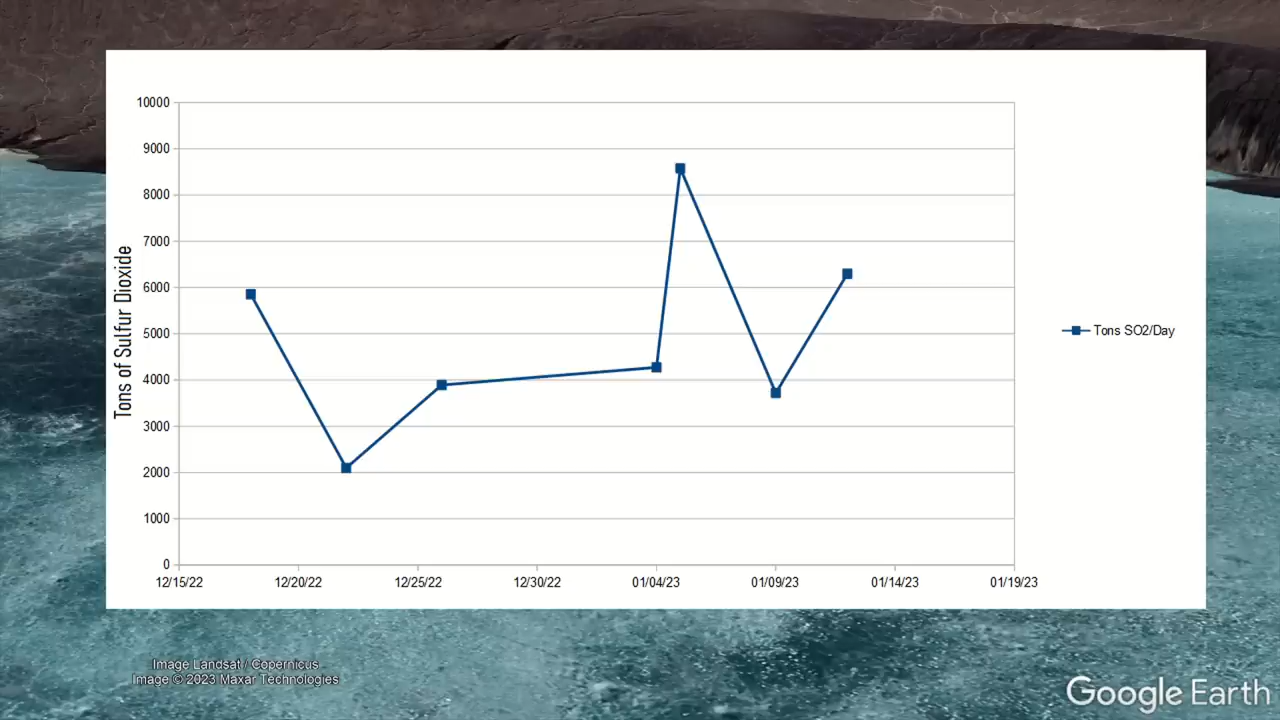 10000
9000
8000
7000
6000
5000
4000
3000
2000
1000
0
Tons of Sulfur Dioxide
12/15/22 12/20/22 12/25/22 12/30/22 01/04/23 01/09/23 01/14/23 01/19/23
Tons SO2/Day
Image Landsat / Copernicus
Image © 2023 Maxar Technologies
Google Earth